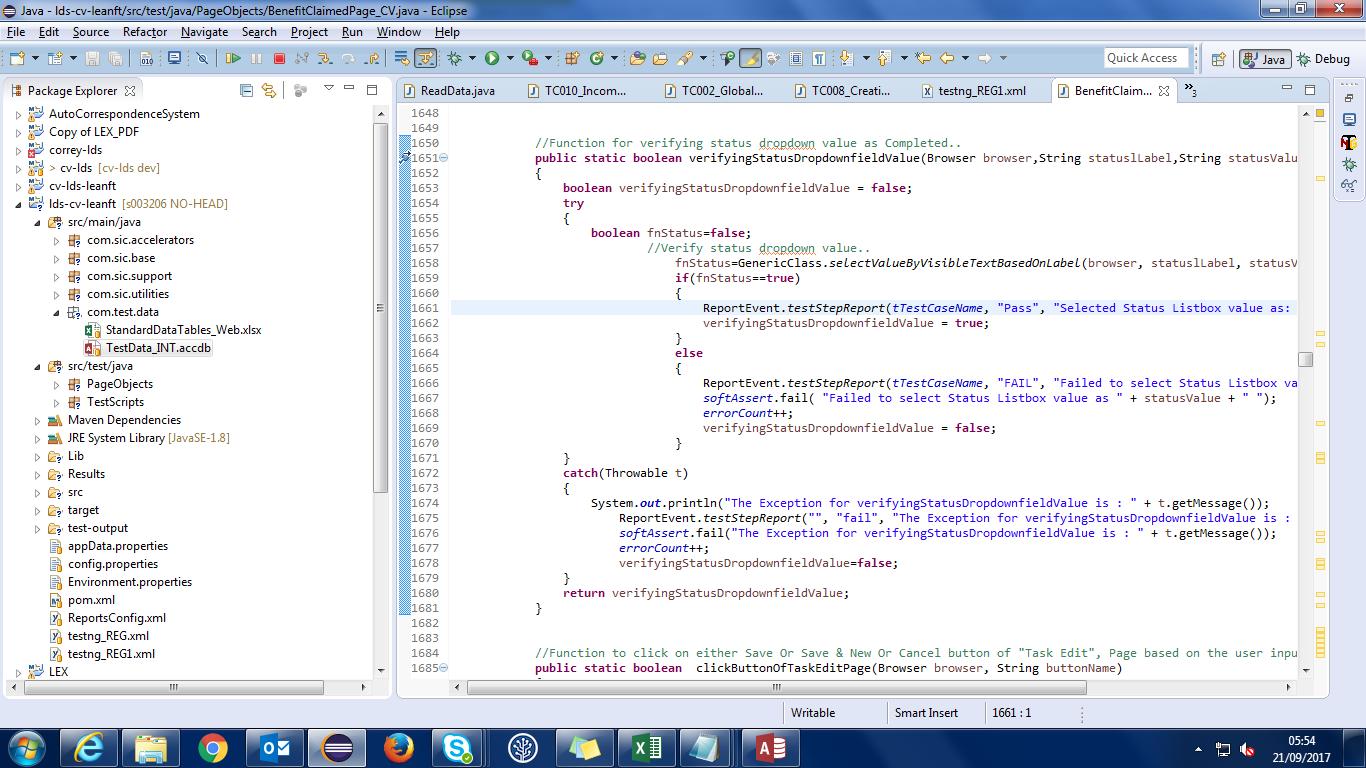 Java - lds-cv-leanft/src/test/java/PageObjects/BenefitClaimedPage_CV.java - Eclipse
File Edit Source Refactor Navigate Search Project Run Window Help
Quick Access
Java
Debug
Package Explorer
AutoCorrespondenceSystem
Copy of LEX_PDF
correy-lds
> cv-lds [cv-lds dev]
cv-lds-leanft
lds-cv-leanft [s003206 NO-HEAD]
src/main/java
com.sic.accelerators
com.sic.base
com.sic.support
com.sic.utilities
com.test.data
StandardDataTables_Web.xlsx
TestData_INT.accdb
src/test/java
PageObjects
TestScripts
Maven Dependencies
JRE System Library [JavaSE-1.8]
Lib
Results
src
target
test-output
appData.properties
config.properties
Environment.properties
pom.xml
ReportsConfig.xml
testng_REG.xml
testng_REG1.xml
LEX
ReadData.java TC010_Incom... TC002_Global... TC008_Creati... testng_REG1.xml BenefitClaim... 3
1648
1649
1650 //Function for verifying status dropdown value as Completed..
1651 public static boolean verifyingStatusDropdownfieldValue(Browser browser,String statuslLabel,String statusValu
1652 {
1653 boolean verifyingStatusDropdownfieldValue = false;
1654 try
1655 {
1656 boolean fnStatus=false;
1657 //Verify status dropdown value..
1658 fnStatus=GenericClass.selectValueByVisibleTextBasedOnLabel(browser, statuslLabel, statusV
1659 if(fnStatus==true)
1660 {
1661 ReportEvent.testStepReport(tTestCaseName, "Pass", "Selected Status Listbox value as:
1662 verifyingStatusDropdownfieldValue = true;
1663 }
1664 else
1665 {
1666 ReportEvent.testStepReport(tTestCaseName, "FAIL", "Failed to select Status Listbox va
1667 softAssert.fail( "Failed to select Status Listbox value as " + statusValue + " ");
1668 errorCount++;
1669 verifyingStatusDropdownfieldValue = false;
1670 }
1671 }
1672 catch(Throwable t)
1673 {
1674 System.out.println("The Exception for verifyingStatusDropdownfieldValue is : " + t.getMessage());
1675 ReportEvent.testStepReport("", "fail", "The Exception for verifyingStatusDropdownfieldValue is :
1676 softAssert.fail("The Exception for verifyingStatusDropdownfieldValue is : " + t.getMessage());
1677 errorCount++;
1678 verifyingStatusDropdownfieldValue=false;
1679 }
1680 return verifyingStatusDropdownfieldValue;
1681 }
1682
1683
1684 //Function to click on either Save Or Save & New Or Cancel button of "Task Edit", Page based on the user inpu
1685 public static boolean clickButtonOfTaskEditPage(Browser browser, String buttonName)
Writable Smart Insert 1661 : 1
05:54
21/09/2017